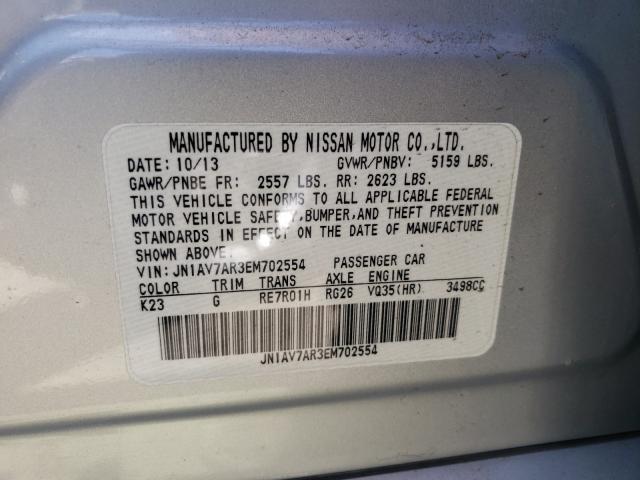 MANUFACTURED BY NISSAN MOTOR CO.,LTD.
DATE: 10/13 GVWR/PNBV: 5159 LBS.
GAWR/PNBE FR: 2557 LBS. RR: 2623 LBS.
THIS VEHICLE CONFORMS TO ALL APPLICABLE FEDERAL
MOTOR VEHICLE SAFETY,BUMPER,AND THEFT PREVENTION
STANDARDS IN EFFECT ON THE DATE OF MANUFACTURE
SHOWN ABOVE.
VIN: JN1AV7AR3EM702554 PASSENGER CAR
COLOR TRIM TRANS AXLE ENGINE
K23 G RE7R01H RG26 VQ35(HR) 3498CC
JN1AV7AR3EM702554